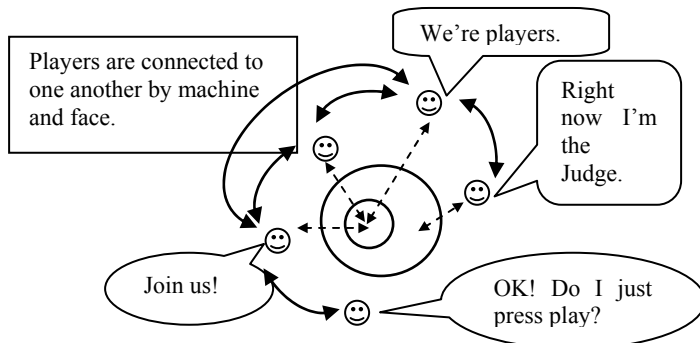 We're players.
Players are connected to
one another by machine
and face.
Right
now I'm
the
Judge.
Join us!
OK! Do I just
press play?